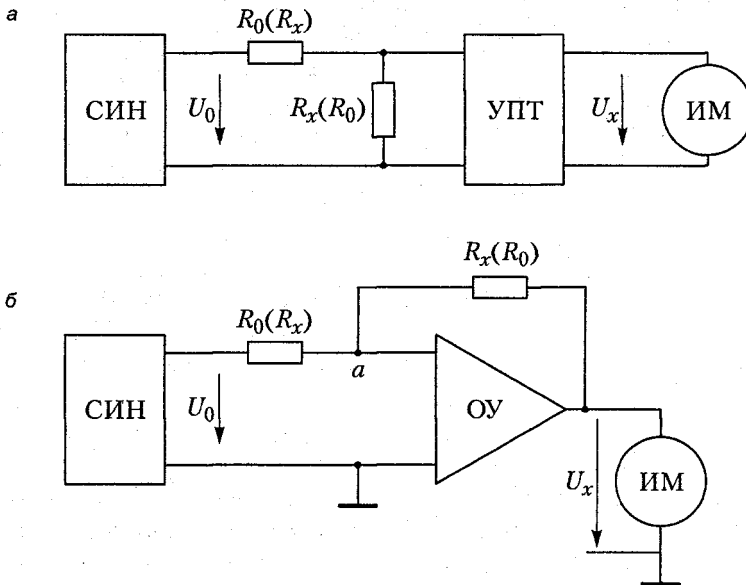 а
R₀(Rₓ)
СИН
U₀
Rₓ(R₀)
УПТ
Uₓ
ИМ
б
Rₓ(R₀)
R₀(Rₓ)
a
СИН
U₀
ОУ
Uₓ
ИМ